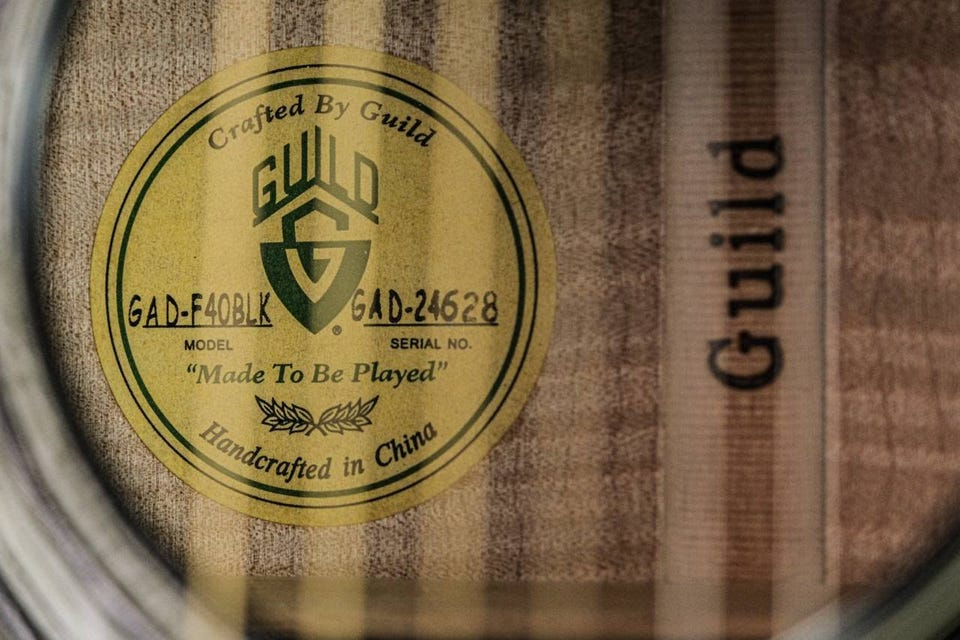 Crafted By Guild
GUILD
G
GAD-F40BLK GAD-24628
MODEL SERIAL NO.
®
"Made To Be Played"
Handcrafted in China
Guild